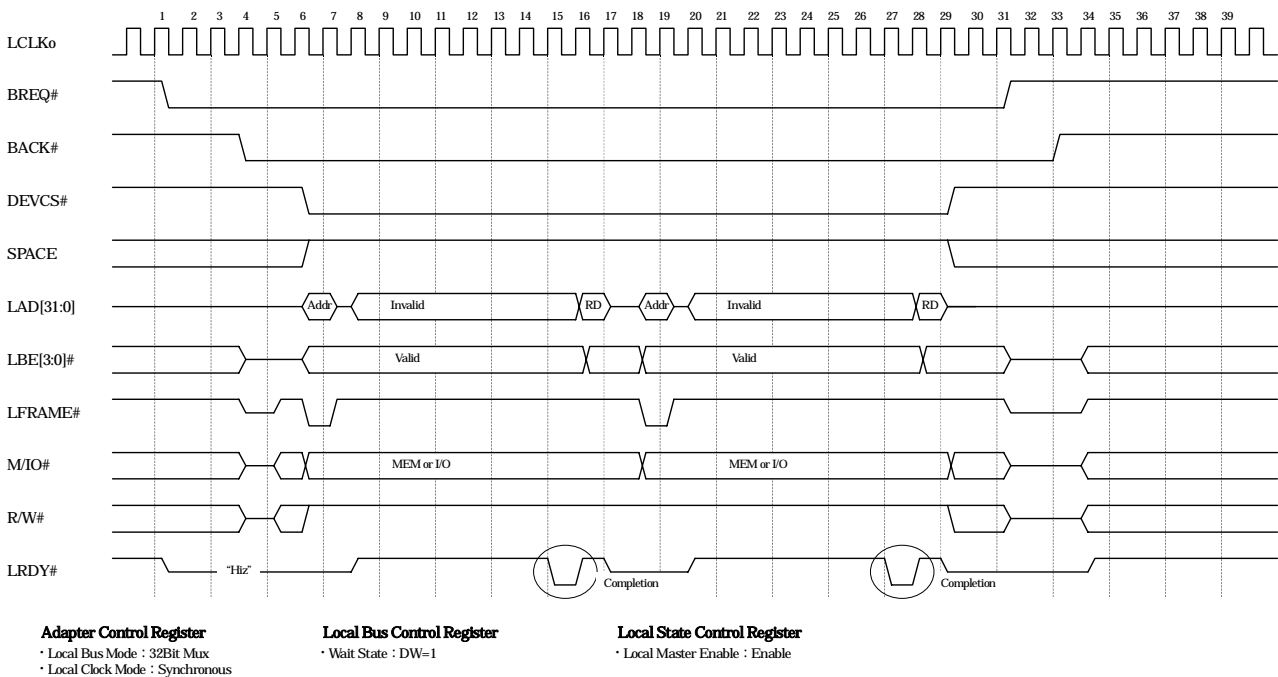 1 2 3 4 5 6 7 8 9 10 11 12 13 14 15 16 17 18 19 20 21 22 23 24 25 26 27 28 29 30 31 32 33 34 35 36 37 38 39
LCLKo
BREQ#
BACK#
DEVCS#
SPACE
LAD[31:0] Addr Invalid RD Addr Invalid RD
LBE[3:0]# Valid Valid
LFRAME#
M/IO# MEM or I/O MEM or I/O
R/W#
LRDY# "Hiz" Completion Completion
Adapter Control Register Local Bus Control Register Local State Control Register
・Local Bus Mode：32Bit Mux ・Wait State：DW=1 ・Local Master Enable：Enable
・Local Clock Mode：Synchronous